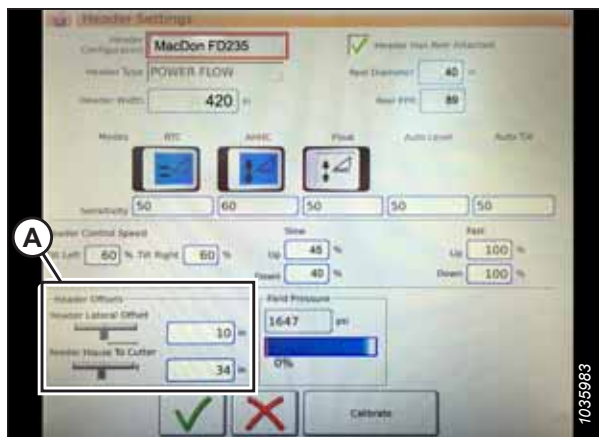 Header Settings
Header Configuration
MacDon FD235
Header Has Reel Attached
Header Type
POWER FLOW
Reel Diameter
40
in
Header Width
420
in
Reel PPR
89
Modes
RTC
AHHC
Float
Auto Level
Auto Tilt
Sensitivity
50
60
50
50
50
Header Control Speed
Slow
Fast
Tilt Left
60
%
Tilt Right
60
%
Up
45
%
Up
100
%
Down
40
%
Down
100
%
A
Header Offsets
Header Lateral Offset
10
in
Feeder House To Cutter
34
in
Field Pressure
1647
psi
0%
Calibrate
1035983